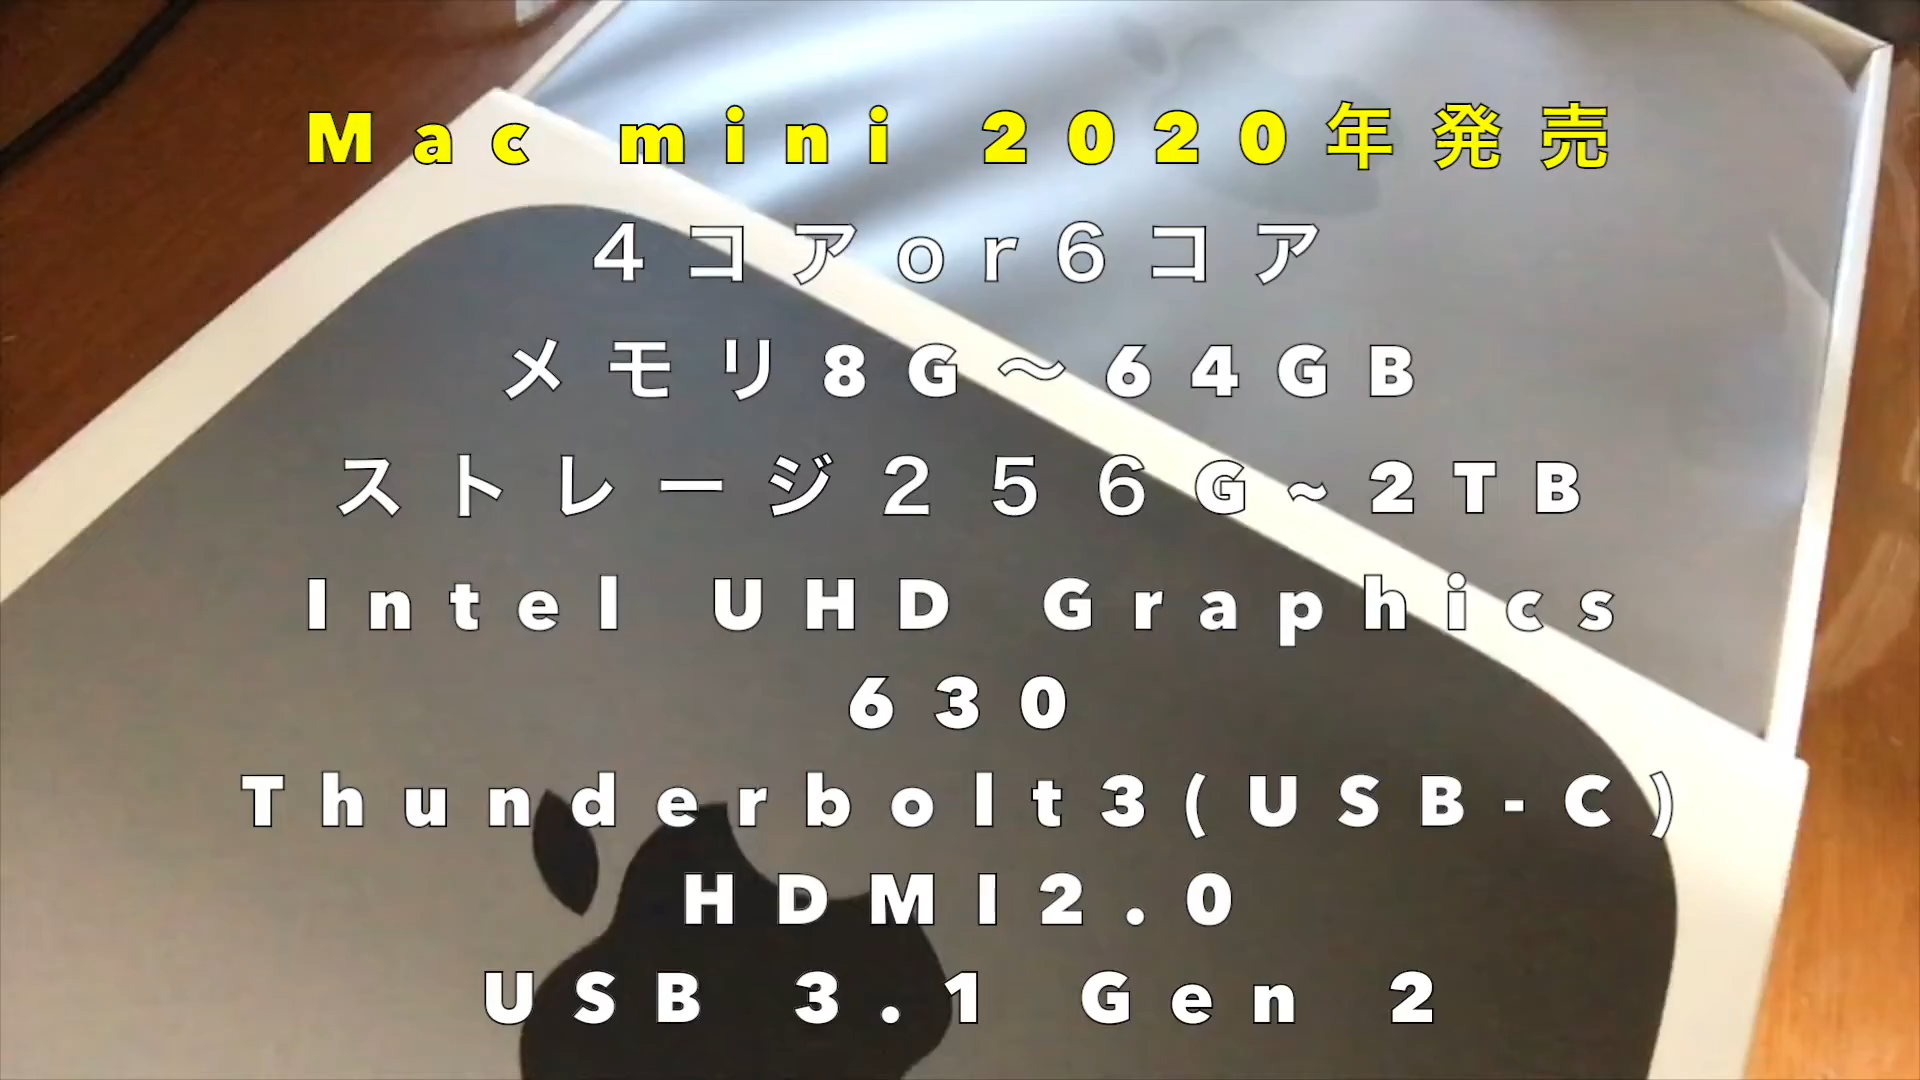 Mac mini 2020年発売
４コアor６コア
メモリ8G〜64GB
ストレージ２５６G~2TB
Intel UHD Graphics
630
Thunderbolt3(USB-C)
HDMI2.0
USB 3.1 Gen 2